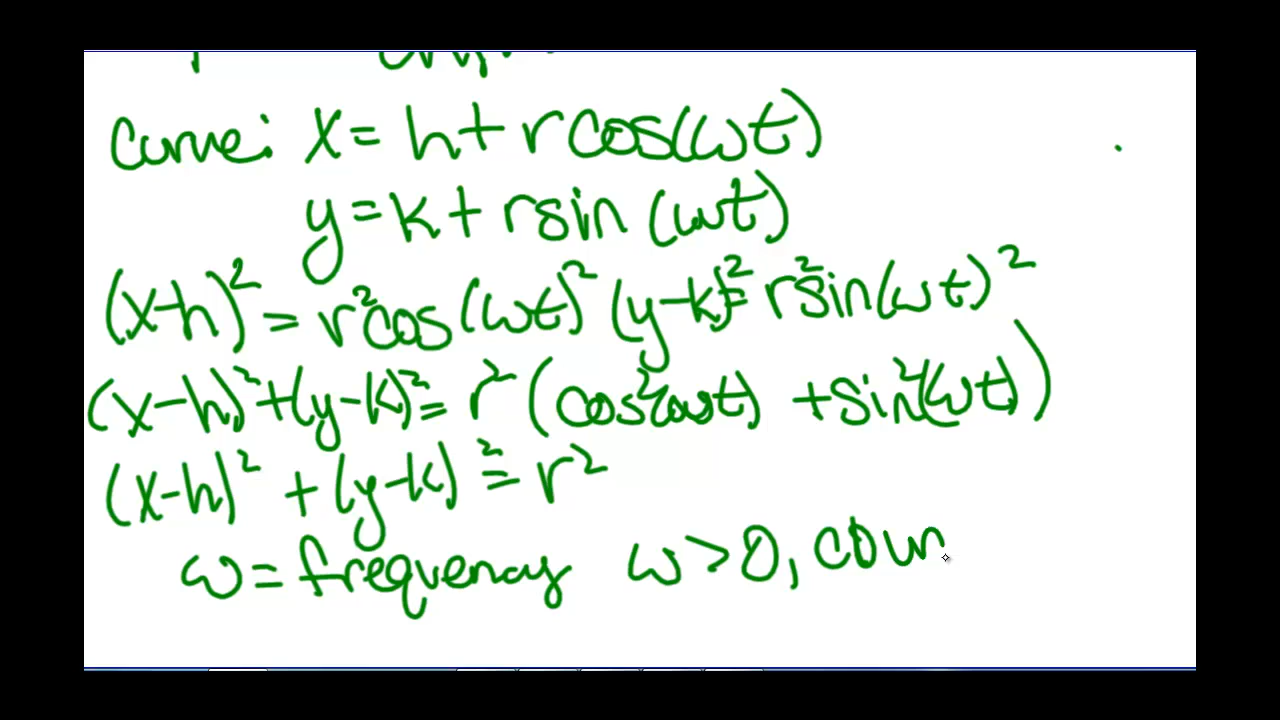 Curve: x = h + r cos(ωt)
y = k + r sin (ωt)
(x-h)² = r² cos (ωt)² (y-k)² = r² sin(ωt)²
(x-h)² + (y-k)² = r² (cos²(ωt) + sin²(ωt))
(x-h)² + (y-k)² = r²
ω = frequency ω > 0, coun